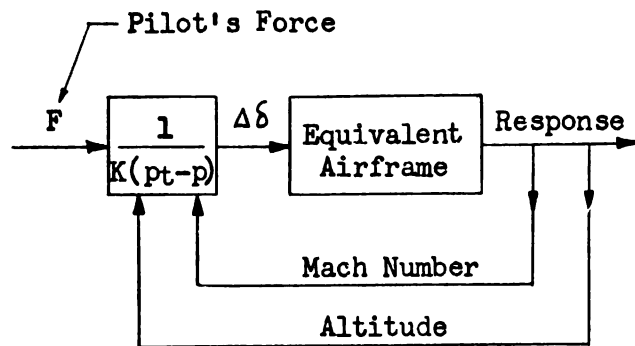 Pilot's Force
F
1
K(pt-p)
Δδ
Equivalent
Airframe
Response
Mach Number
Altitude